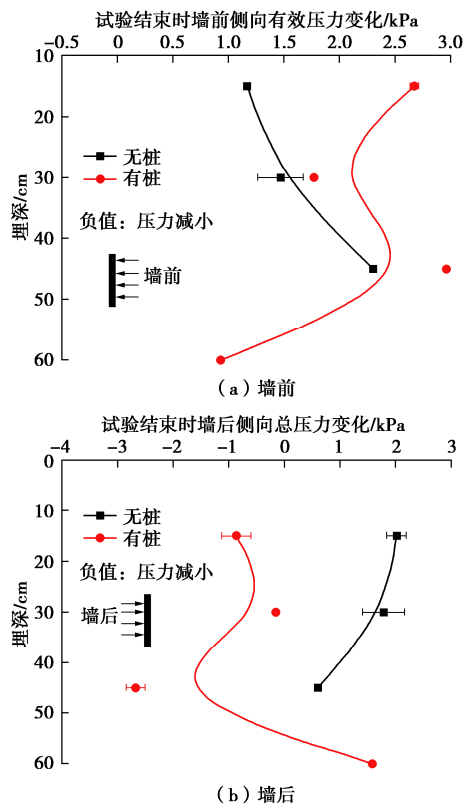 试验结束时墙前侧向有效压力变化/kPa
-0.5 0 0.5 1.0 1.5 2.0 2.5 3.0
10
20
30
40
50
60
埋深/cm
无桩
有桩
负值：压力减小
墙前
（a）墙前
试验结束时墙后侧向总压力变化/kPa
-4 -3 -2 -1 0 1 2 3
0
10
20
30
40
50
60
埋深/cm
无桩
有桩
负值：压力减小
墙后
（b）墙后